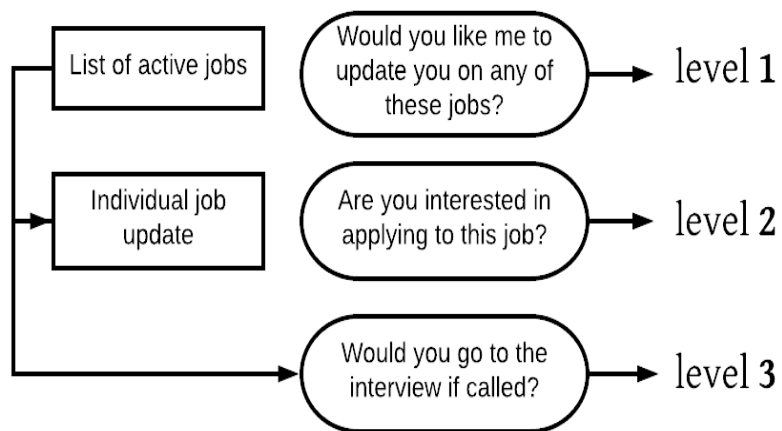 List of active jobs
Would you like me to
update you on any of
these jobs?
level 1
Individual job
update
Are you interested in
applying to this job?
level 2
Would you go to the
interview if called?
level 3